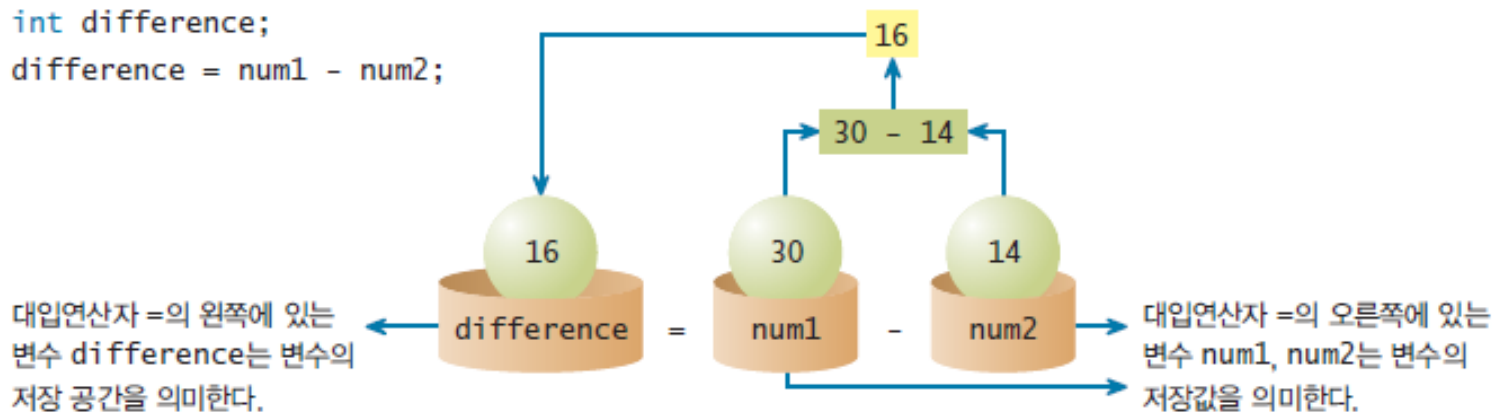 int difference;
difference = num1 - num2;
16
30 - 14
16
30
14
difference = num1 - num2
대입연산자 =의 왼쪽에 있는
변수 difference는 변수의
저장 공간을 의미한다.
대입연산자 =의 오른쪽에 있는
변수 num1, num2는 변수의
저장값을 의미한다.